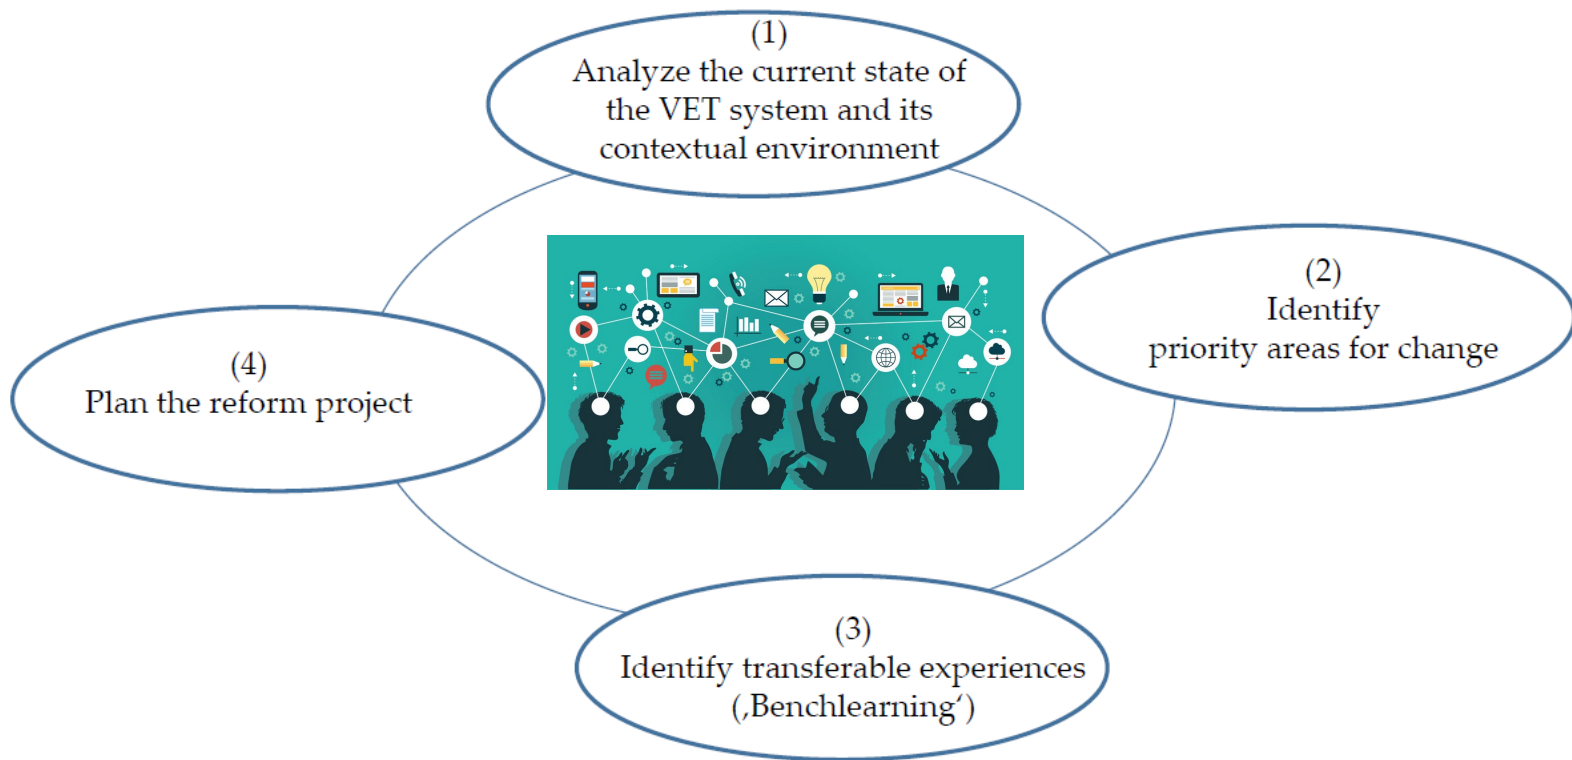 (1)
Analyze the current state of
the VET system and its
contextual environment
(2)
Identify
priority areas for change
(3)
Identify transferable experiences
(‚Benchlearning‘)
(4)
Plan the reform project